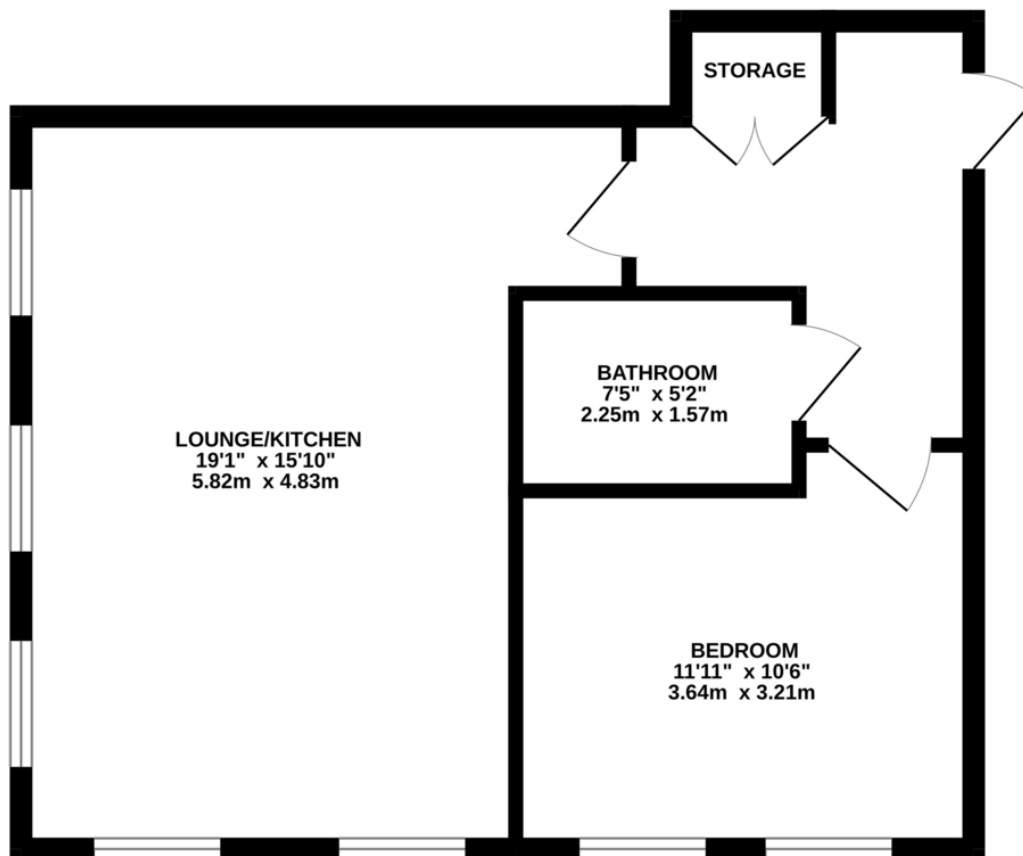 STORAGE
BATHROOM
7'5" x 5'2"
2.25m x 1.57m
LOUNGE/KITCHEN
19'1" x 15'10"
5.82m x 4.83m
BEDROOM
11'11" x 10'6"
3.64m x 3.21m